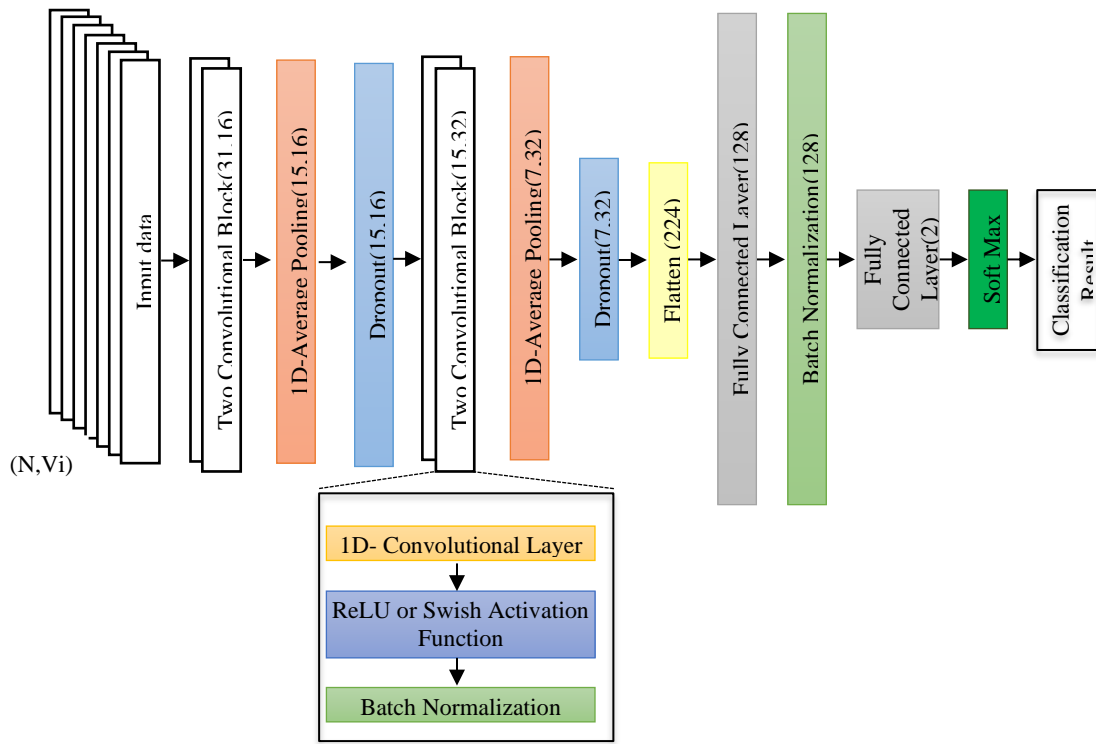 (N,Vi)
Input data
Two Convolutional Block(31,16)
1D-Average Pooling(15,16)
Dropout(15,16)
Two Convolutional Block(15,32)
1D-Average Pooling(7,32)
Dropout(7,32)
Flatten (224)
Fully Connected Layer(128)
Batch Normalization(128)
Fully
Connected
Layer(2)
Soft Max
Classification
Result
1D- Convolutional Layer
ReLU or Swish Activation
Function
Batch Normalization